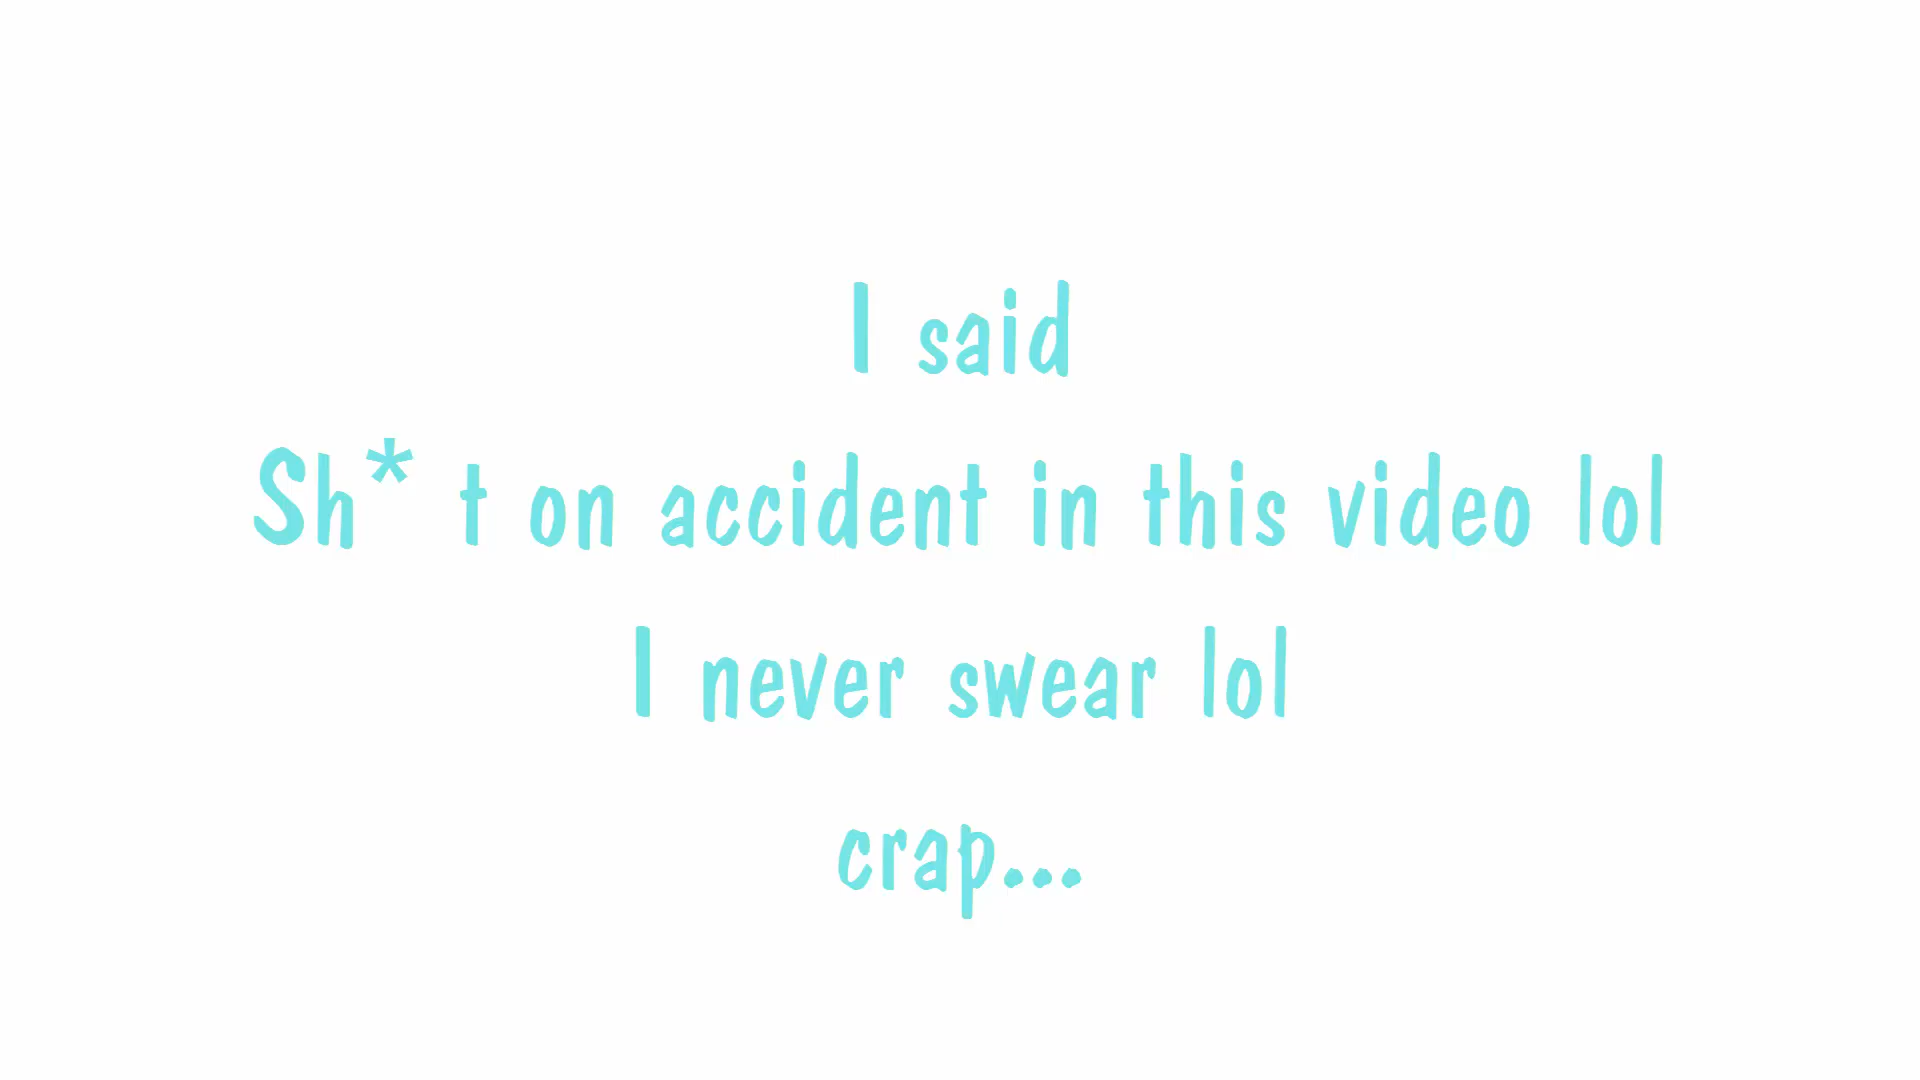 I said
Sh* t on accident in this video lol
I never swear lol
crap...